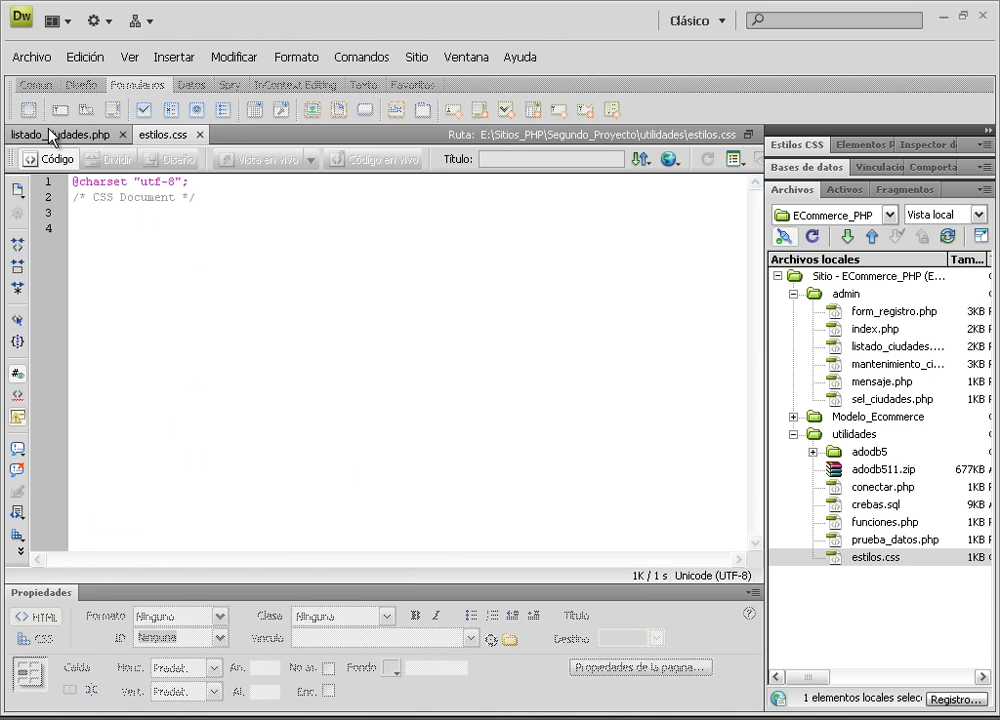 Dw
Clásico
Archivo Edición Ver Insertar Modificar Formato Comandos Sitio Ventana Ayuda
Común Diseño Formularios Datos Spry InContext Editing Texto Favoritos
listado_ciudades.php estilos.css Ruta: E:\Sitios_PHP\Segundo_Proyecto\utilidades\estilos.css
Código Dividir Diseño Vista en vivo Código en vivo Título:
1 @charset "utf-8";
2 /* CSS Document */
3
4
1K / 1 s Unicode (UTF-8)
Propiedades
HTML Formato Ninguno Clase Ninguno B I Título
CSS ID Ninguna Vínculo Destino
Celda Horiz. Predet. An. No aj. Fondo Propiedades de la página...
Vert. Predet. Al. Enc.
Estilos CSS Elementos P Inspector d
Bases de datos Vinculacio Comporta
Archivos Activos Fragmentos
ECommerce_PHP Vista local
Archivos locales Tam...
Sitio - ECommerce_PHP (E...
admin
form_registro.php 3KB
index.php 2KB
listado_ciudades.... 2KB
mantenimiento_ci... 3KB
mensaje.php 1KB
sel_ciudades.php 1KB
Modelo_Ecommerce
utilidades
adodb5
adodb511.zip 677KB
conectar.php 1KB
crebas.sql 9KB
funciones.php 1KB
prueba_datos.php 1KB
estilos.css 1KB
1 elementos locales selecc Registro...